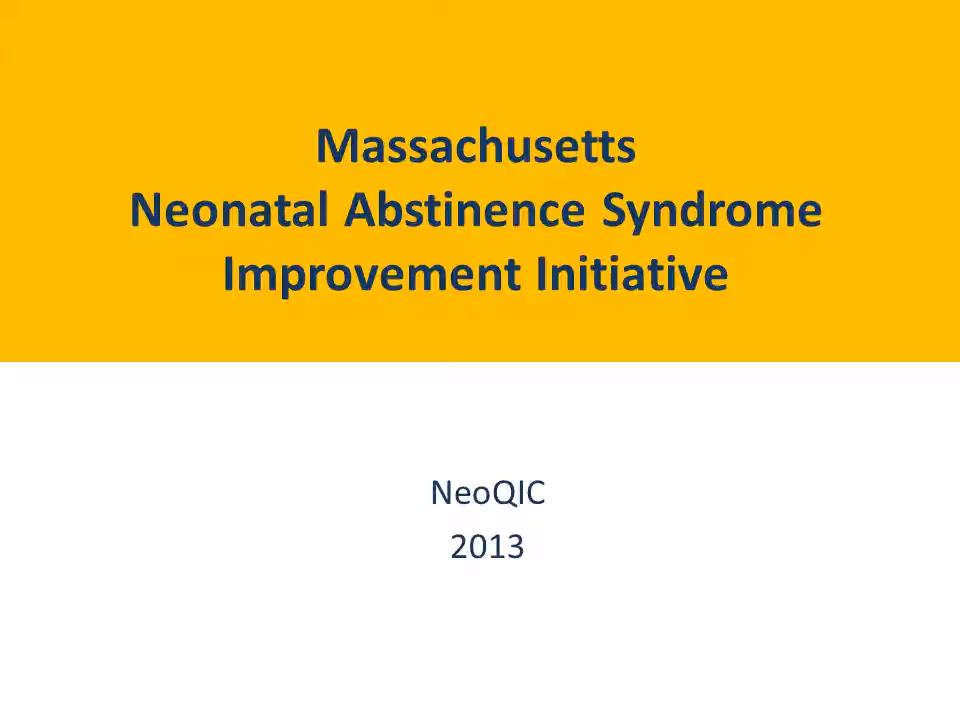 Massachusetts
Neonatal Abstinence Syndrome
Improvement Initiative
NeoQIC
2013